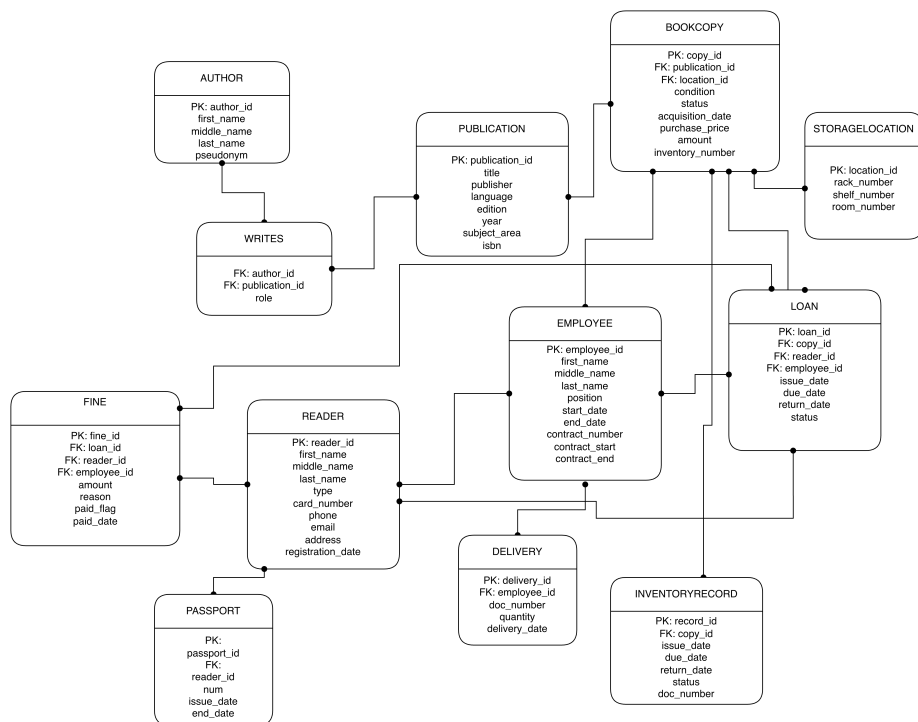 BOOKCOPY
PK: copy_id
FK: publication_id
FK: location_id
condition
status
acquisition_date
purchase_price
amount
inventory_number
AUTHOR
PK: author_id
first_name
middle_name
last_name
pseudonym
PUBLICATION
PK: publication_id
title
publisher
language
edition
year
subject_area
isbn
STORAGELOCATION
PK: location_id
rack_number
shelf_number
room_number
WRITES
FK: author_id
FK: publication_id
role
EMPLOYEE
PK: employee_id
first_name
middle_name
last_name
position
start_date
end_date
contract_number
contract_start
contract_end
LOAN
PK: loan_id
FK: copy_id
FK: reader_id
FK: employee_id
issue_date
due_date
return_date
status
FINE
PK: fine_id
FK: loan_id
FK: reader_id
FK: employee_id
amount
reason
paid_flag
paid_date
READER
PK: reader_id
first_name
middle_name
last_name
type
card_number
phone
email
address
registration_date
DELIVERY
PK: delivery_id
FK: employee_id
doc_number
quantity
delivery_date
INVENTORYRECORD
PK: record_id
FK: copy_id
issue_date
due_date
return_date
status
doc_number
PASSPORT
PK:
passport_id
FK:
reader_id
num
issue_date
end_date